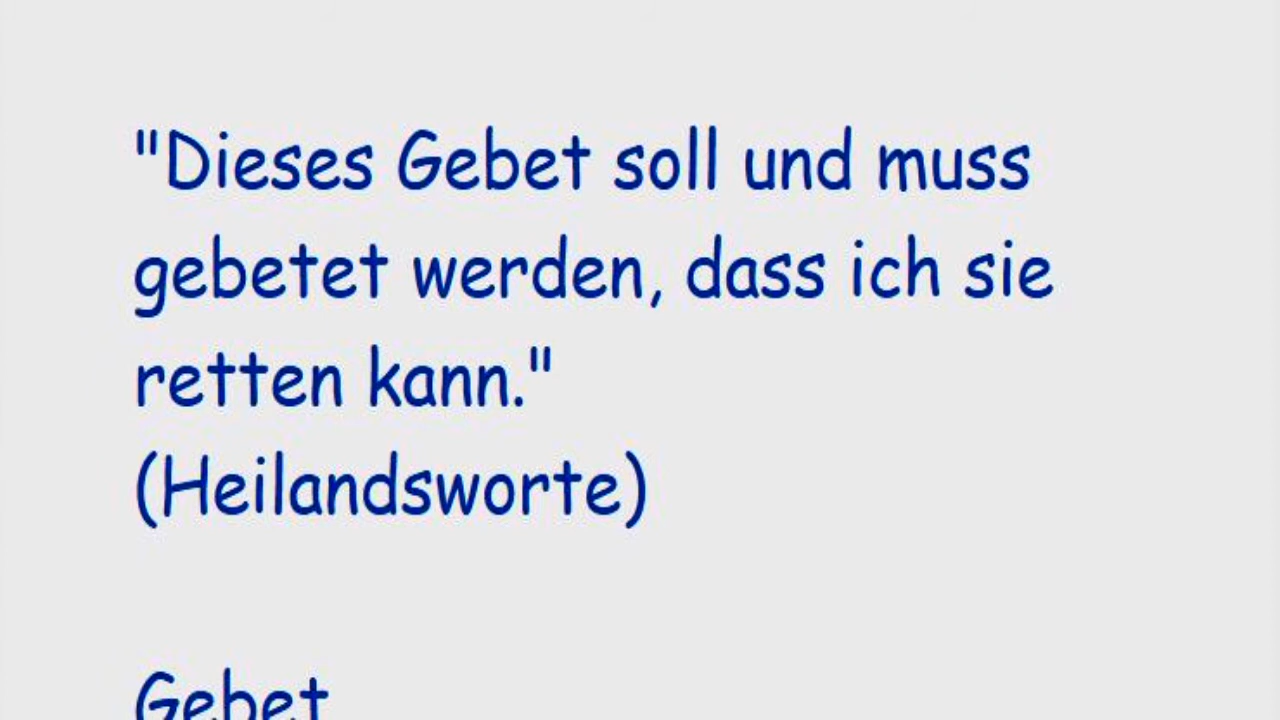 "Dieses Gebet soll und muss
gebetet werden, dass ich sie
retten kann."
(Heilandsworte)
Gebet